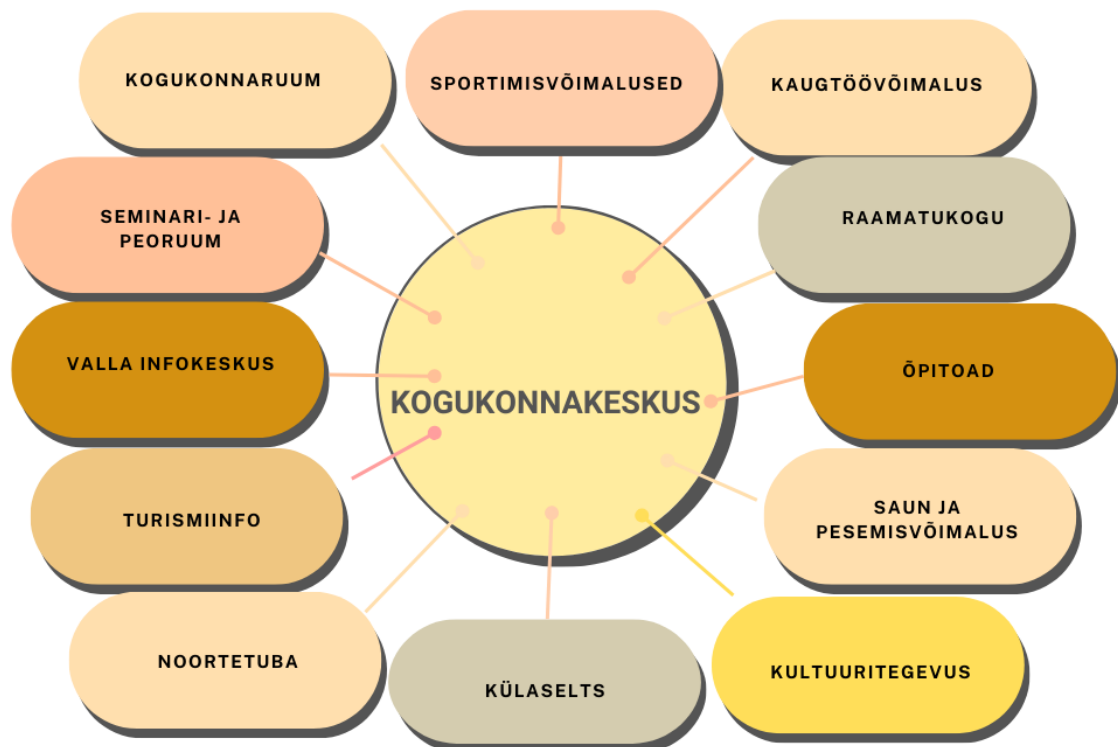 KOGUKONNARUUM
SPORTIMISVÕIMALUSED
KAUGTÖÖVÕIMALUS
SEMINARI- JA
PEORUUM
RAAMATUKOGU
VALLA INFOKESKUS
ÕPITOAD
KOGUKONNAKESKUS
TURISMIINFO
SAUN JA
PESEMISVÕIMALUS
NOORTETUBA
KÜLASELTS
KULTUURITEGEVUS